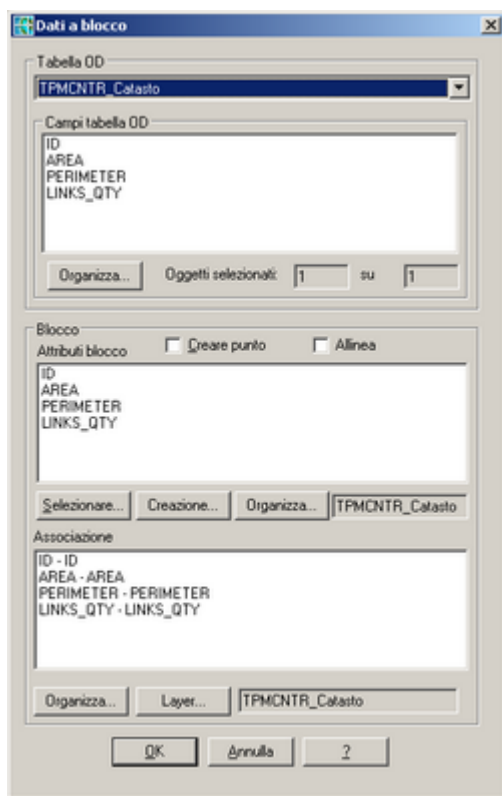 Dati a blocco
Tabella OD
TPMCNTR_Catasto
Campi tabella OD
ID
AREA
PERIMETER
LINKS_QTY
Organizza... Oggetti selezionati: 1 su 1
Blocco
Attributi blocco Creare punto Allinea
ID
AREA
PERIMETER
LINKS_QTY
Selezionare... Creazione... Organizza... TPMCNTR_Catasto
Associazione
ID - ID
AREA - AREA
PERIMETER - PERIMETER
LINKS_QTY - LINKS_QTY
Organizza... Layer... TPMCNTR_Catasto
OK Annulla ?